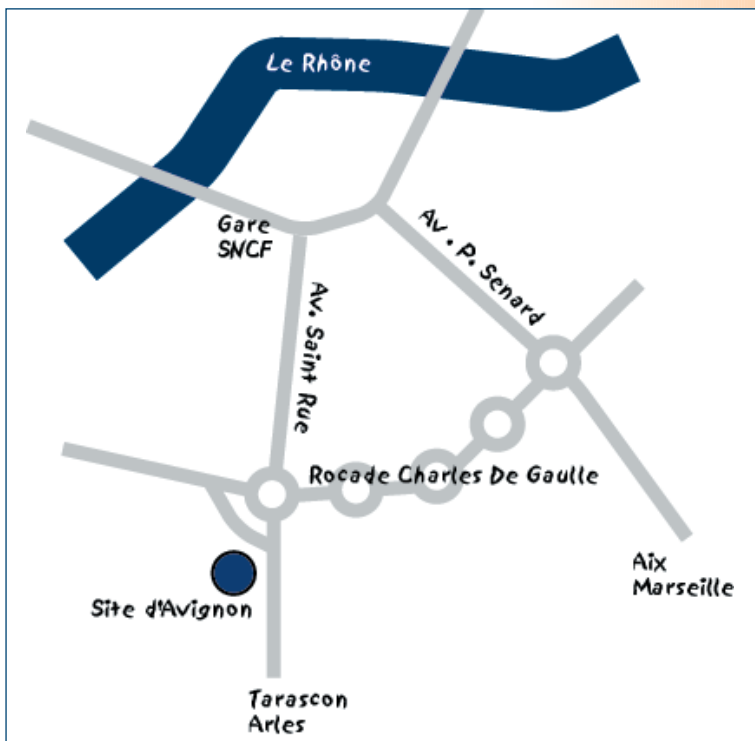 Le Rhône
Gare
SNCF
Av. P. Senard
Av. Saint Rue
Rocade Charles De Gaulle
Aix
Marseille
Site d'Avignon
Tarascon
Arles